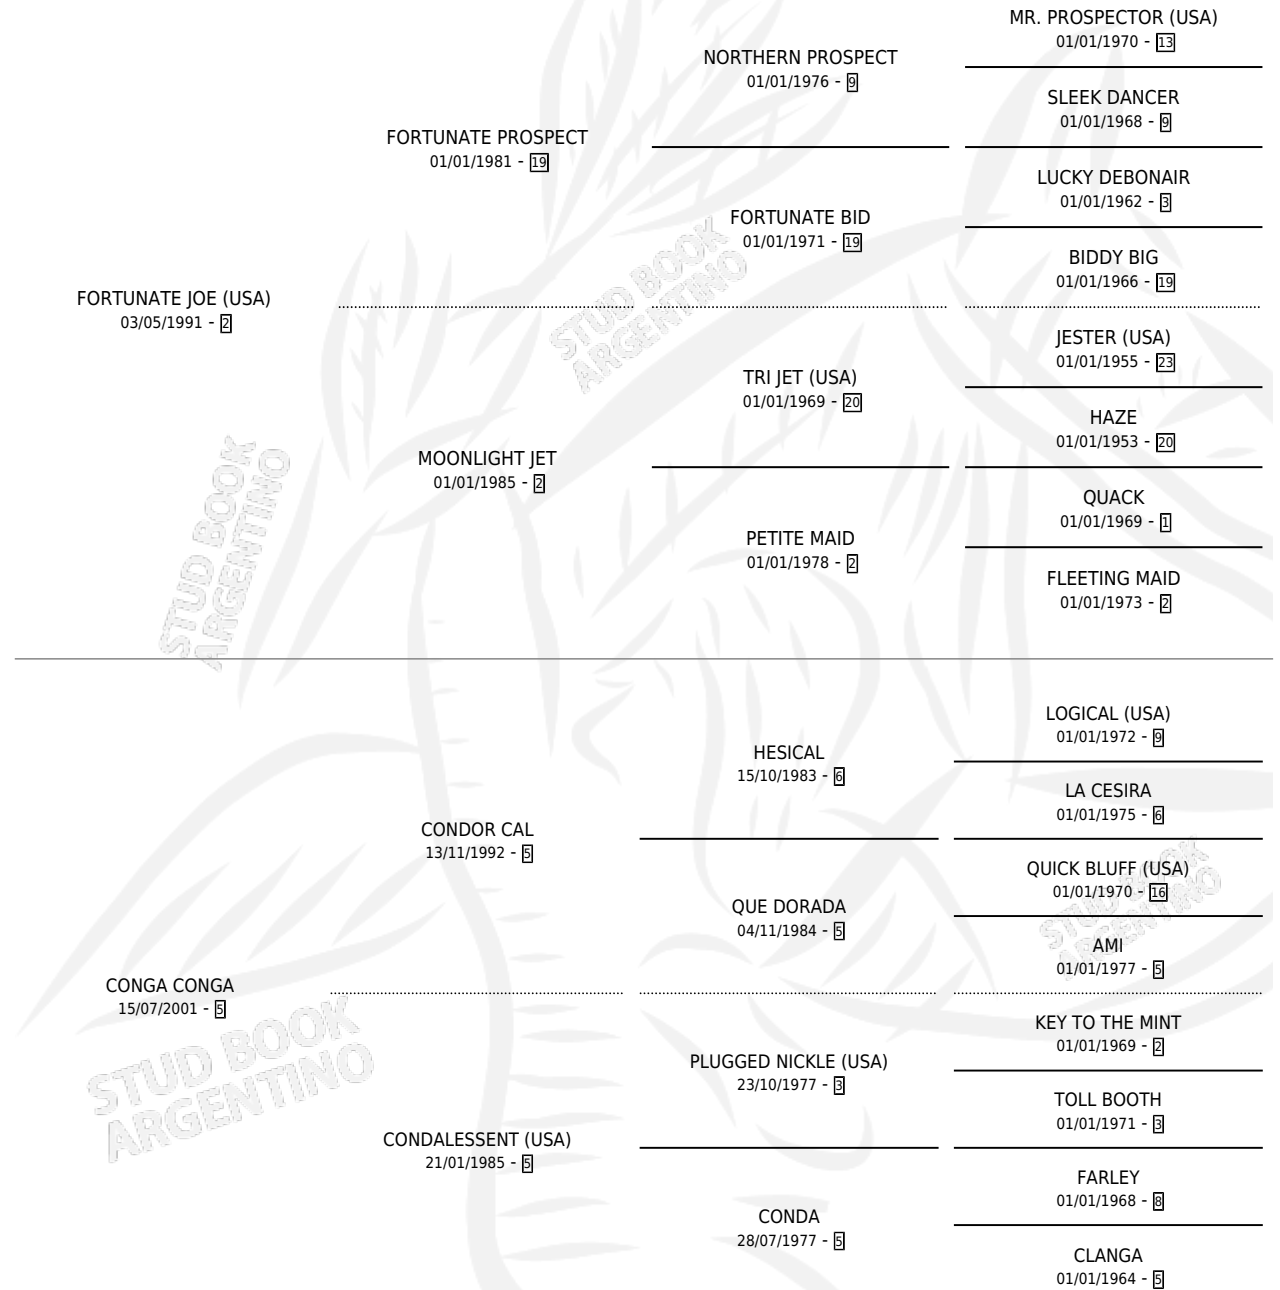 MR. PROSPECTOR (USA)
01/01/1970 - 13
NORTHERN PROSPECT
01/01/1976 - 9
SLEEK DANCER
01/01/1968 - 9
FORTUNATE PROSPECT
01/01/1981 - 19
LUCKY DEBONAIR
01/01/1962 - 3
FORTUNATE BID
01/01/1971 - 19
BIDDY BIG
01/01/1966 - 19
FORTUNATE JOE (USA)
03/05/1991 - 2
STUD BOOK
ARGENTINO
JESTER (USA)
01/01/1955 - 23
TRI JET (USA)
01/01/1969 - 20
HAZE
01/01/1953 - 20
MOONLIGHT JET
01/01/1985 - 2
QUACK
01/01/1969 - 1
PETITE MAID
01/01/1978 - 2
FLEETING MAID
01/01/1973 - 2
STUD BOOK
ARGENTINO
LOGICAL (USA)
01/01/1972 - 9
HESICAL
15/10/1983 - 6
LA CESIRA
01/01/1975 - 6
CONDOR CAL
13/11/1992 - 5
QUICK BLUFF (USA)
01/01/1970 - 16
QUE DORADA
04/11/1984 - 5
STUD BOOK
ARGENTINO
AMI
01/01/1977 - 5
CONGA CONGA
15/07/2001 - 5
STUD BOOK
ARGENTINO
KEY TO THE MINT
01/01/1969 - 2
PLUGGED NICKLE (USA)
23/10/1977 - 3
TOLL BOOTH
01/01/1971 - 3
CONDALESSENT (USA)
21/01/1985 - 5
FARLEY
01/01/1968 - 8
CONDA
28/07/1977 - 5
CLANGA
01/01/1964 - 5